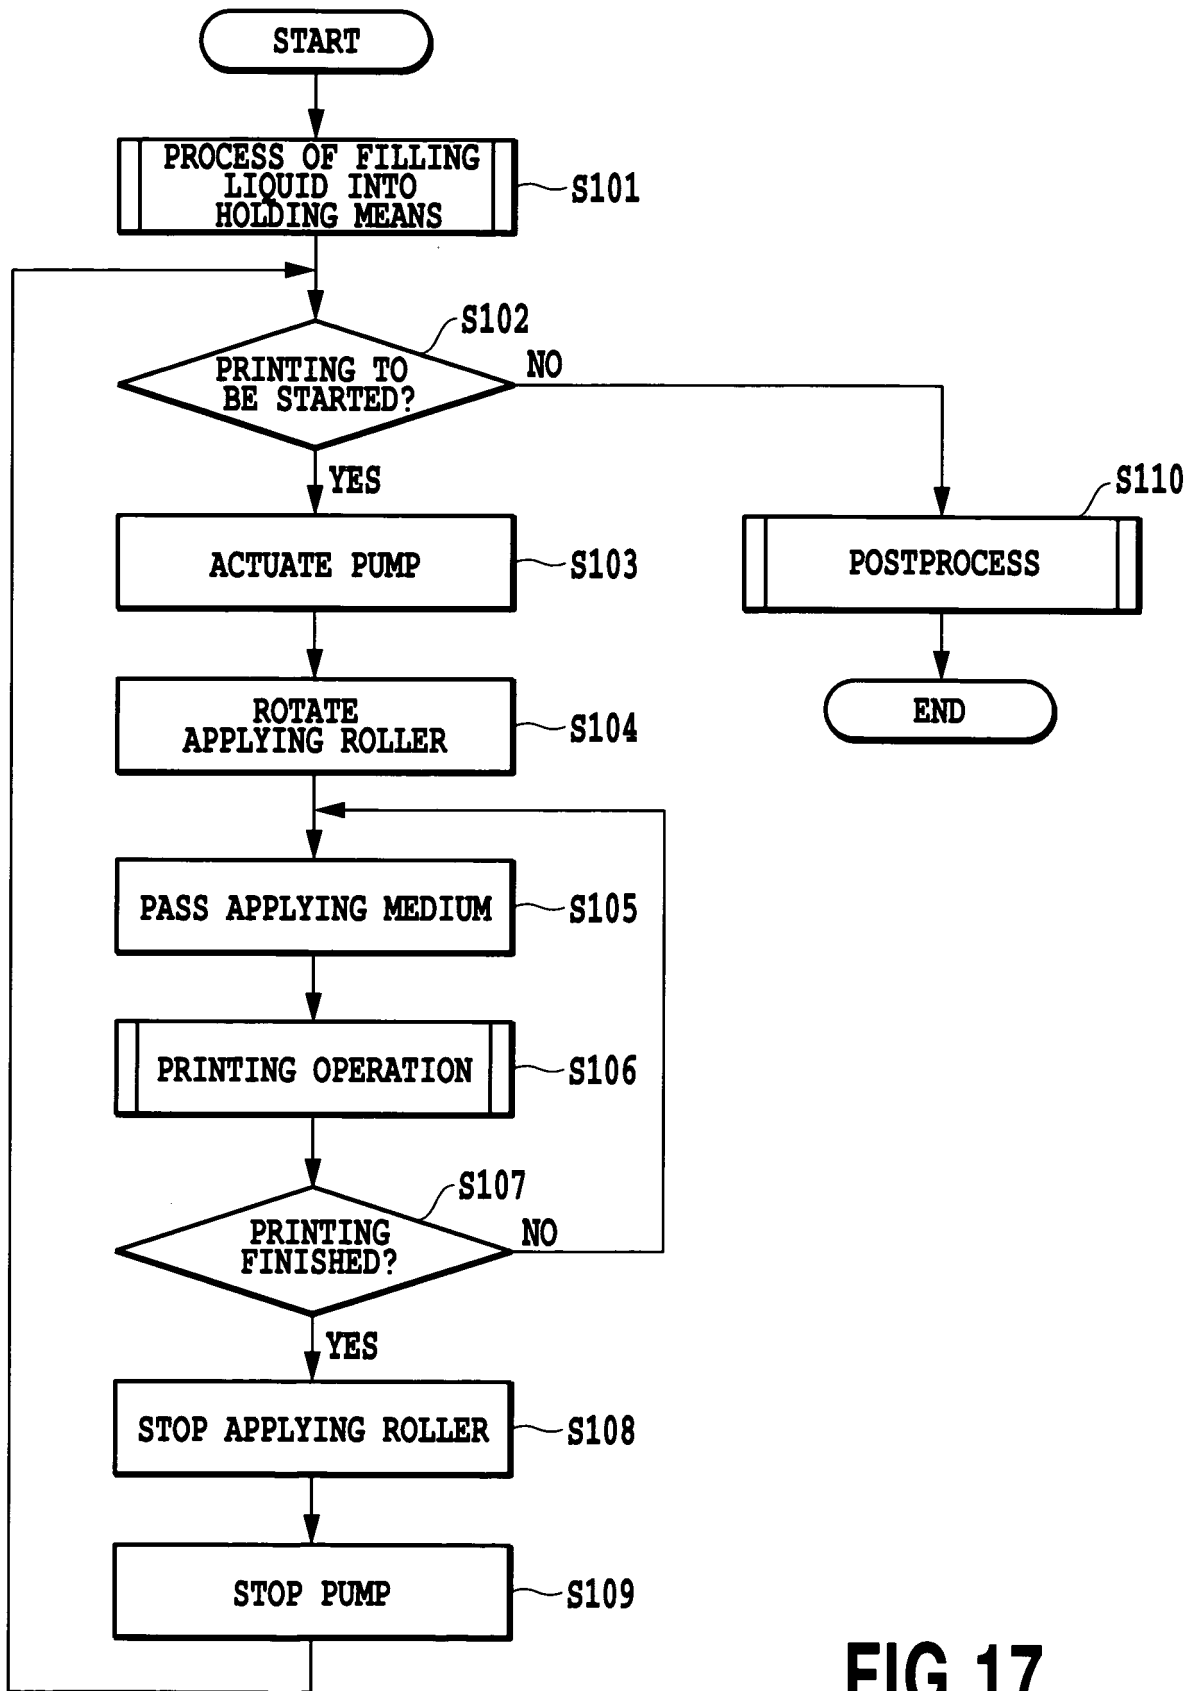 START
PROCESS OF FILLING
LIQUID INTO
HOLDING MEANS
S101
S102
PRINTING TO
BE STARTED?
NO
YES
S110
ACTUATE PUMP
S103
POSTPROCESS
ROTATE
APPLYING ROLLER
S104
END
PASS APPLYING MEDIUM
S105
PRINTING OPERATION
S106
S107
PRINTING
FINISHED?
NO
YES
STOP APPLYING ROLLER
S108
STOP PUMP
S109
FIG.17